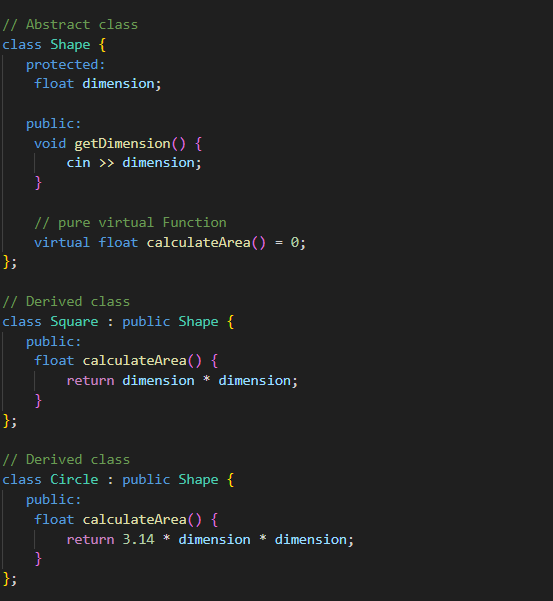 // Abstract class
class Shape {
   protected:
    float dimension;

   public:
    void getDimension() {
        cin >> dimension;
    }

    // pure virtual Function
    virtual float calculateArea() = 0;
};

// Derived class
class Square : public Shape {
   public:
    float calculateArea() {
        return dimension * dimension;
    }
};

// Derived class
class Circle : public Shape {
   public:
    float calculateArea() {
        return 3.14 * dimension * dimension;
    }
};